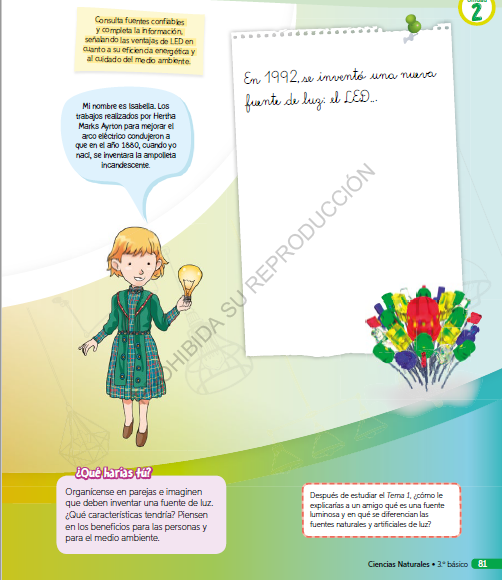 Unidad
2
Consulta fuentes confiables
y completa la información,
señalando las ventajas de LED en
cuanto a su eficiencia energética y
al cuidado del medio ambiente.
En 1992, se inventó una nueva
fuente de luz: el LED...
Mi nombre es Isabella. Los
trabajos realizados por Hertha
Marks Ayrton para mejorar el
arco eléctrico condujeron a
que en el año 1880, cuando yo
nací, se inventara la ampolleta
incandescente.
PROHIBIDA SU REPRODUCCIÓN
¿Qué harías tú?
Organícense en parejas e imaginen
que deben inventar una fuente de luz.
¿Qué características tendría? Piensen
en los beneficios para las personas y
para el medio ambiente.
Después de estudiar el Tema 1, ¿cómo le
explicarías a un amigo qué es una fuente
luminosa y en qué se diferencian las
fuentes naturales y artificiales de luz?
Ciencias Naturales • 3.º básico 81